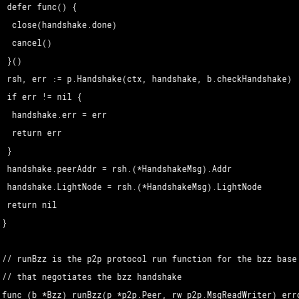 defer func() {
close(handshake.done)
cancel()
}()
rsh, err := p.Handshake(ctx, handshake, b.checkHandshake)
if err != nil {
handshake.err = err
return err
}
handshake.peerAddr = rsh.(*HandshakeMsg).Addr
handshake.LightNode = rsh.(*HandshakeMsg).LightNode
return nil
}
// runBzz is the p2p protocol run function for the bzz base
// that negotiates the bzz handshake
func (b *Bzz) runBzz(p *p2p.Peer, rw p2p.MsgReadWriter)